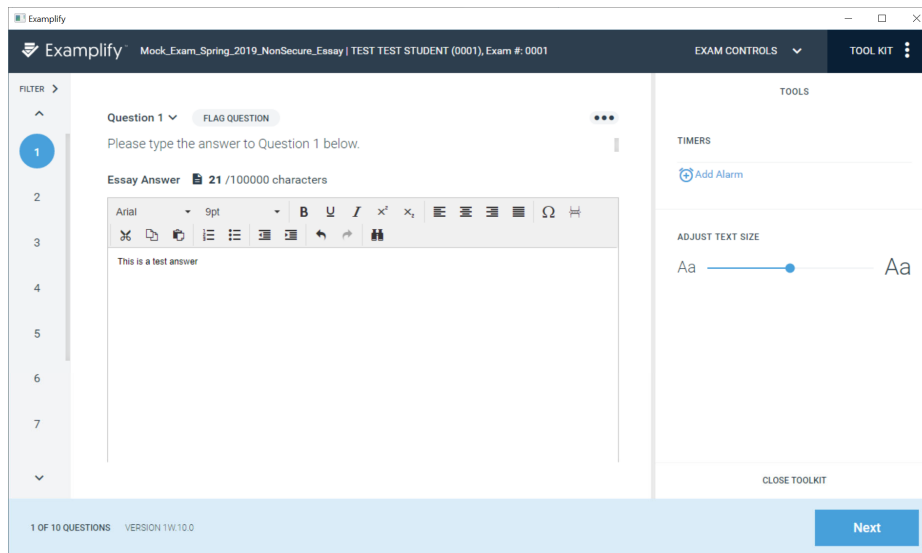 Examplify
Examplify Mock_Exam_Spring_2019_NonSecure_Essay | TEST TEST STUDENT (0001), Exam #: 0001 EXAM CONTROLS TOOL KIT
FILTER
1
2
3
4
5
6
7
Question 1 FLAG QUESTION
Please type the answer to Question 1 below.
Essay Answer 21 /100000 characters
Arial 9pt B U I x² x₂ Ω
This is a test answer
TOOLS
TIMERS
Add Alarm
ADJUST TEXT SIZE
Aa Aa
CLOSE TOOLKIT
1 OF 10 QUESTIONS VERSION 1W.10.0
Next